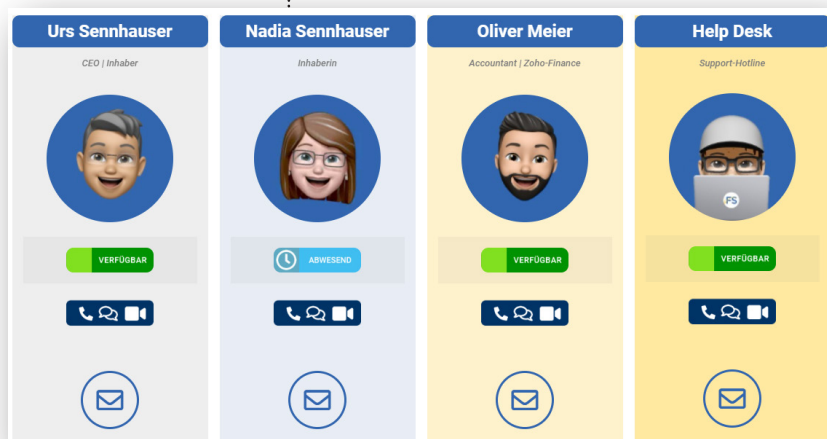 Urs Sennhauser
CEO | Inhaber
VERFÜGBAR
Nadia Sennhauser
Inhaberin
ABWESEND
Oliver Meier
Accountant | Zoho-Finance
VERFÜGBAR
Help Desk
Support-Hotline
FS
VERFÜGBAR